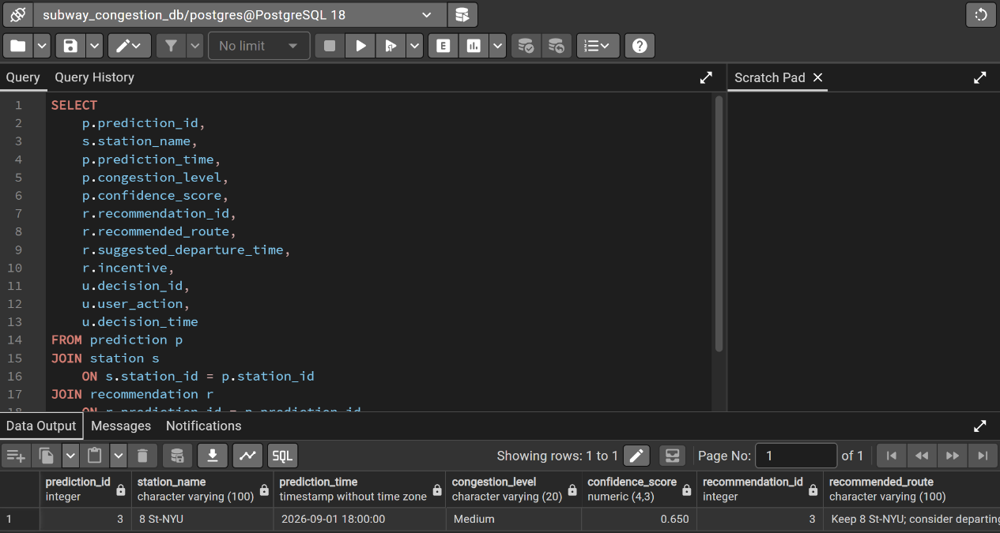 subway_congestion_db/postgres@PostgreSQL 18
No limit
E
Query
Query History
Scratch Pad
1 SELECT
2 p.prediction_id,
3 s.station_name,
4 p.prediction_time,
5 p.congestion_level,
6 p.confidence_score,
7 r.recommendation_id,
8 r.recommended_route,
9 r.suggested_departure_time,
10 r.incentive,
11 u.decision_id,
12 u.user_action,
13 u.decision_time
14 FROM prediction p
15 JOIN station s
16 ON s.station_id = p.station_id
17 JOIN recommendation r
18 ON r.prediction_id = p.prediction_id
Data Output
Messages
Notifications
SQL
Showing rows: 1 to 1
Page No: 1 of 1
prediction_id integer
station_name character varying (100)
prediction_time timestamp without time zone
congestion_level character varying (20)
confidence_score numeric (4,3)
recommendation_id integer
recommended_route character varying (100)
1 3 8 St-NYU 2026-09-01 18:00:00 Medium 0.650 3 Keep 8 St-NYU; consider departing